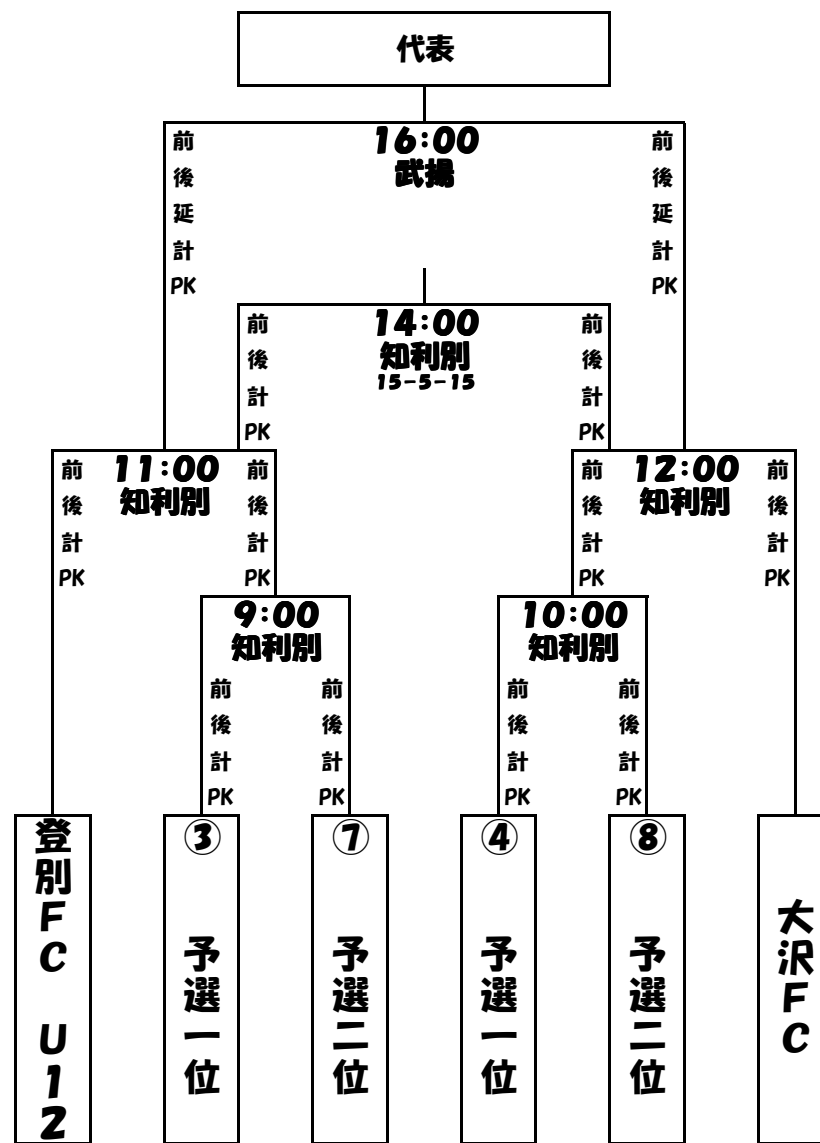 代表
16:00
武揚
前
後
延
計
PK
前
後
延
計
PK
14:00
知利別
15-5-15
前
後
計
PK
前
後
計
PK
11:00
知利別
前
後
計
PK
前
後
計
PK
12:00
知利別
前
後
計
PK
前
後
計
PK
9:00
知利別
前
後
計
PK
前
後
計
PK
10:00
知利別
前
後
計
PK
前
後
計
PK
登別FC U12
③ 予選一位
⑦ 予選二位
④ 予選一位
⑧ 予選二位
大沢FC